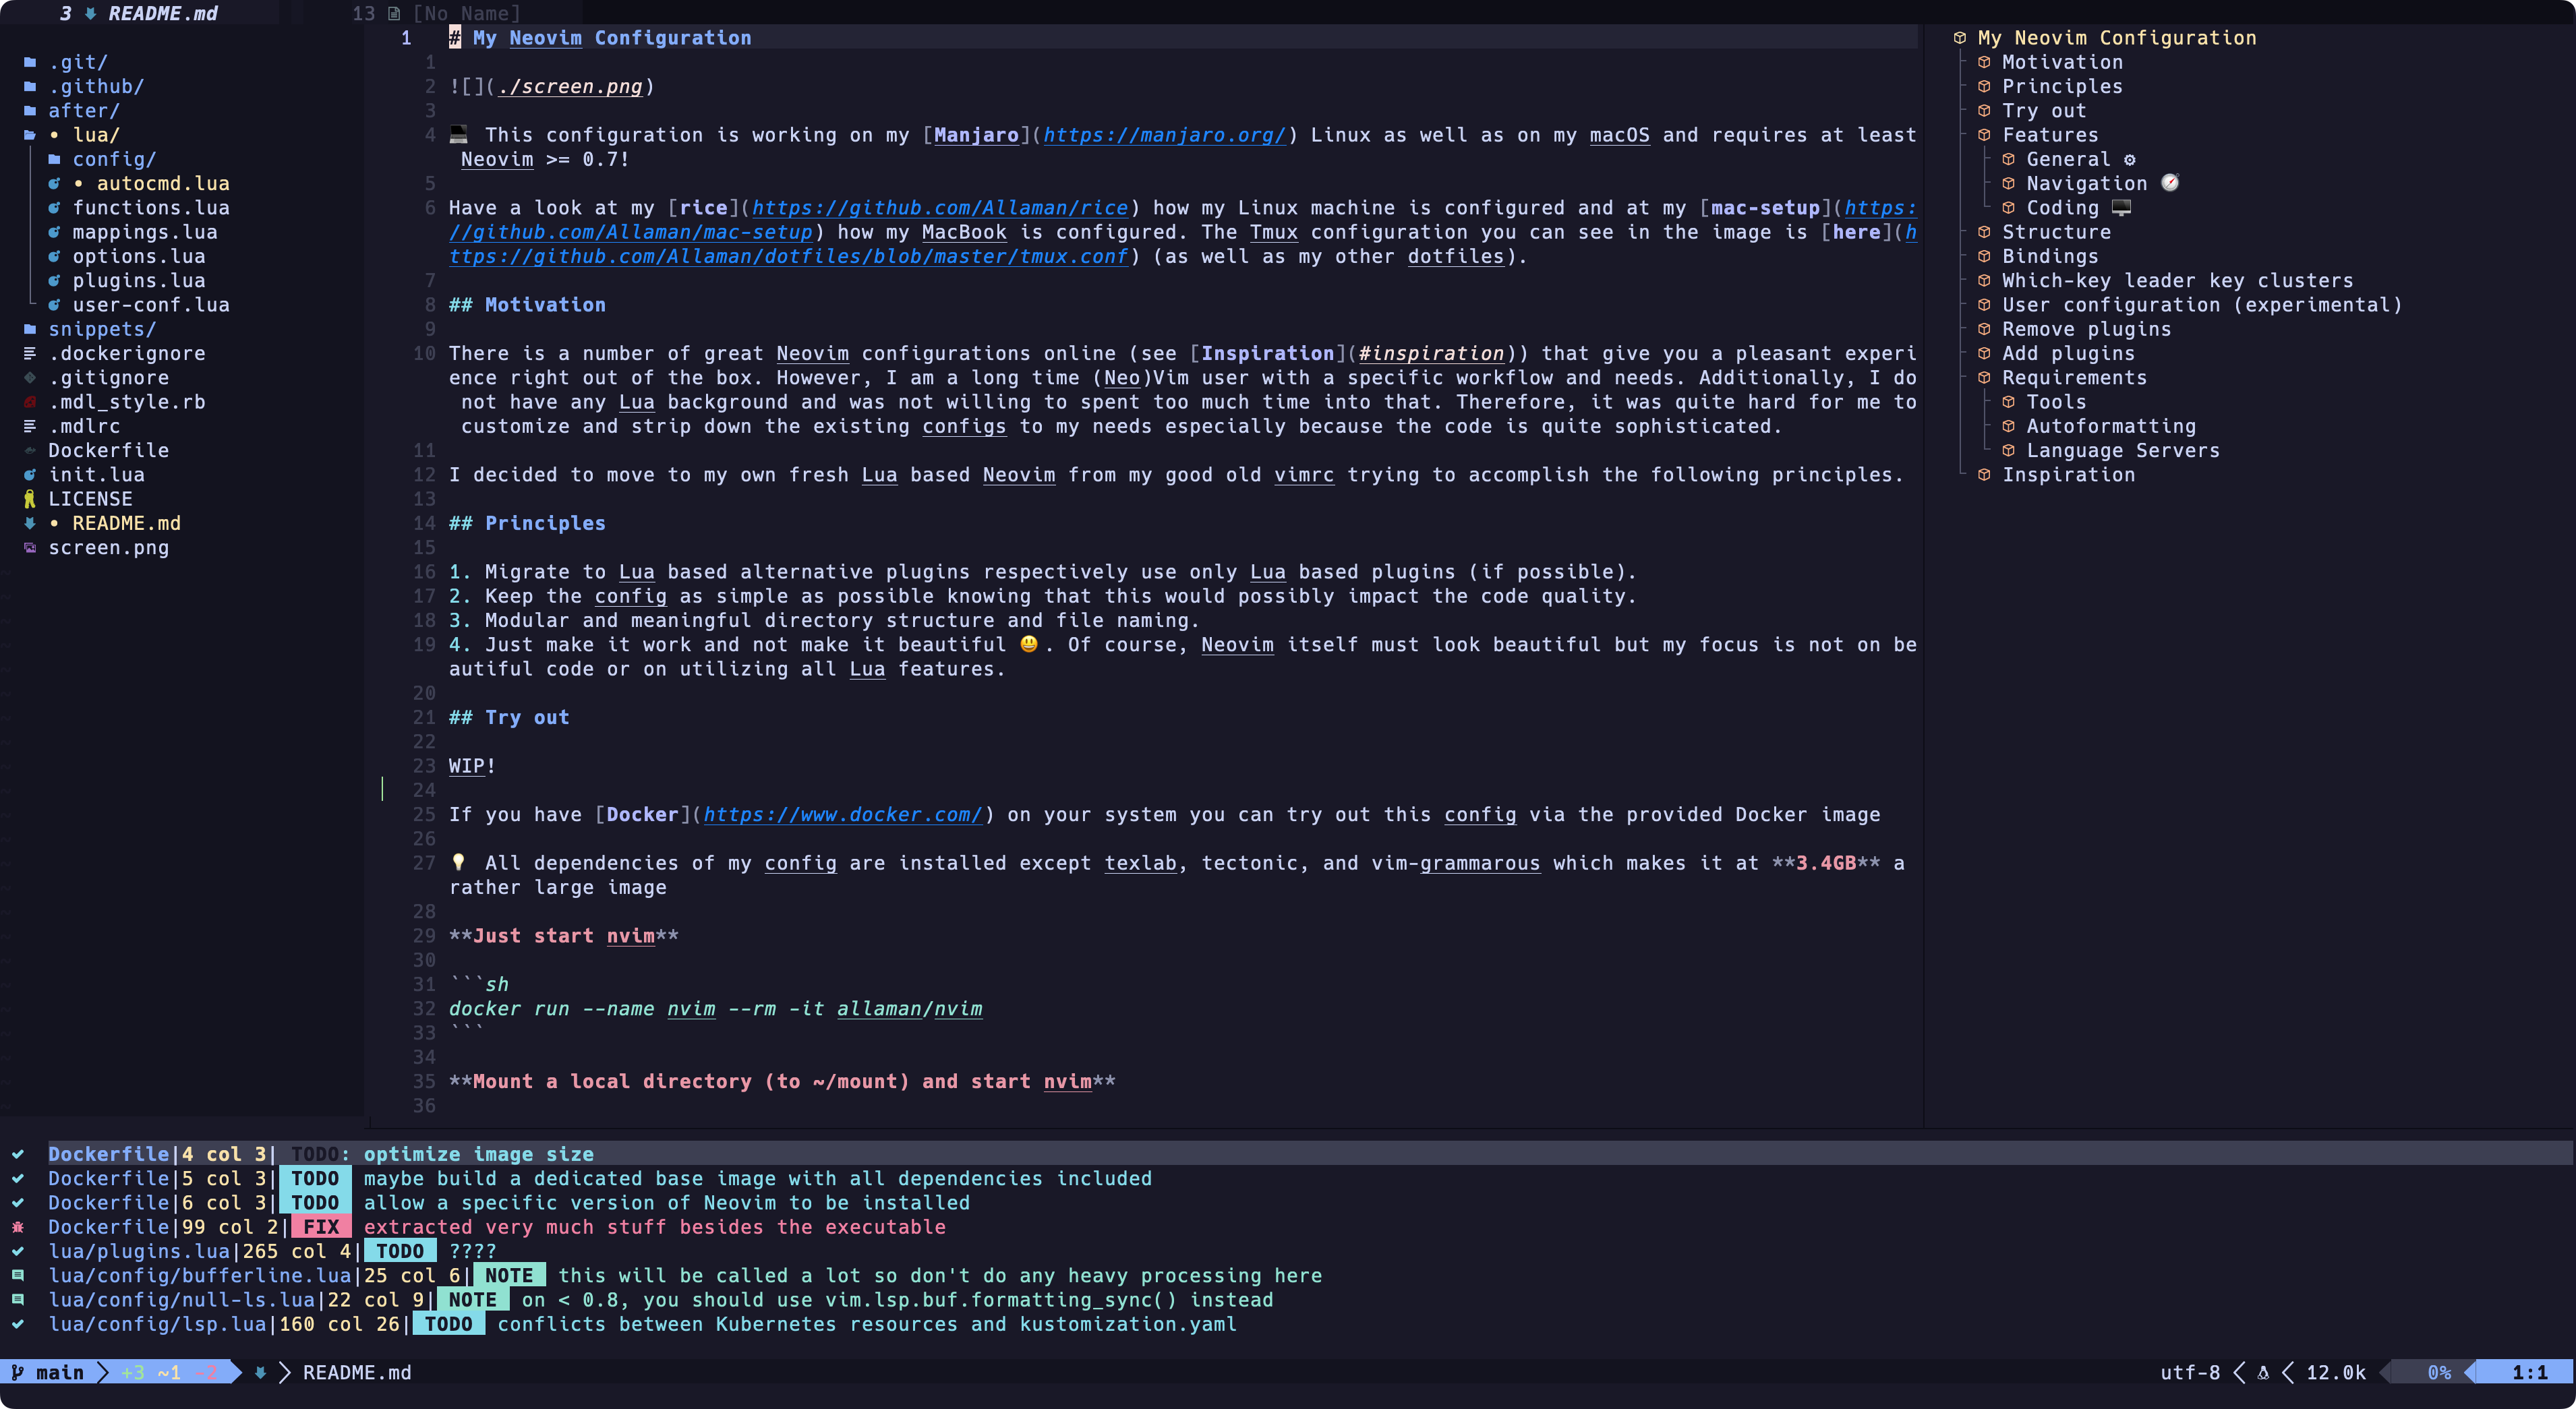 3 README.md
13 [No Name]
.git/
.github/
after/
• lua/
config/
• autocmd.lua
functions.lua
mappings.lua
options.lua
plugins.lua
user-conf.lua
snippets/
.dockerignore
.gitignore
.mdl_style.rb
.mdlrc
Dockerfile
init.lua
LICENSE
• README.md
screen.png
1 # My Neovim Configuration
1
2 ![](./screen.png)
3
4 💻 This configuration is working on my [Manjaro](https://manjaro.org/) Linux as well as on my macOS and requires at least
Neovim >= 0.7!
5
6 Have a look at my [rice](https://github.com/Allaman/rice) how my Linux machine is configured and at my [mac-setup](https:
//github.com/Allaman/mac-setup) how my MacBook is configured. The Tmux configuration you can see in the image is [here](h
ttps://github.com/Allaman/dotfiles/blob/master/tmux.conf) (as well as my other dotfiles).
7
8 ## Motivation
9
10 There is a number of great Neovim configurations online (see [Inspiration](#inspiration)) that give you a pleasant experi
ence right out of the box. However, I am a long time (Neo)Vim user with a specific workflow and needs. Additionally, I do
not have any Lua background and was not willing to spent too much time into that. Therefore, it was quite hard for me to
customize and strip down the existing configs to my needs especially because the code is quite sophisticated.
11
12 I decided to move to my own fresh Lua based Neovim from my good old vimrc trying to accomplish the following principles.
13
14 ## Principles
15
16 1. Migrate to Lua based alternative plugins respectively use only Lua based plugins (if possible).
17 2. Keep the config as simple as possible knowing that this would possibly impact the code quality.
18 3. Modular and meaningful directory structure and file naming.
19 4. Just make it work and not make it beautiful 😃. Of course, Neovim itself must look beautiful but my focus is not on be
autiful code or on utilizing all Lua features.
20
21 ## Try out
22
23 WIP!
24
25 If you have [Docker](https://www.docker.com/) on your system you can try out this config via the provided Docker image
26
27 💡 All dependencies of my config are installed except texlab, tectonic, and vim-grammarous which makes it at **3.4GB** a
rather large image
28
29 **Just start nvim**
30
31 ```sh
32 docker run --name nvim --rm -it allaman/nvim
33 ```
34
35 **Mount a local directory (to ~/mount) and start nvim**
36
My Neovim Configuration
Motivation
Principles
Try out
Features
General ⚙
Navigation 🧭
Coding 🖥
Structure
Bindings
Which-key leader key clusters
User configuration (experimental)
Remove plugins
Add plugins
Requirements
Tools
Autoformatting
Language Servers
Inspiration
Dockerfile|4 col 3| TODO: optimize image size
Dockerfile|5 col 3| TODO maybe build a dedicated base image with all dependencies included
Dockerfile|6 col 3| TODO allow a specific version of Neovim to be installed
Dockerfile|99 col 2| FIX extracted very much stuff besides the executable
lua/plugins.lua|265 col 4| TODO ????
lua/config/bufferline.lua|25 col 6| NOTE this will be called a lot so don't do any heavy processing here
lua/config/null-ls.lua|22 col 9| NOTE on < 0.8, you should use vim.lsp.buf.formatting_sync() instead
lua/config/lsp.lua|160 col 26| TODO conflicts between Kubernetes resources and kustomization.yaml
main +3 ~1 -2 README.md utf-8 12.0k 0% 1:1